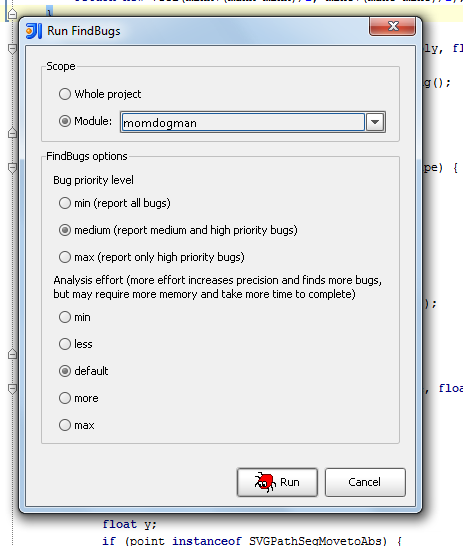 }
Run FindBugs
ly, fl
Scope
Whole project
g();
Module:
momdogman
FindBugs options
pe) {
Bug priority level
min (report all bugs)
medium (report medium and high priority bugs)
max (report only high priority bugs)
Analysis effort (more effort increases precision and finds more bugs,
but may require more memory and take more time to complete)
);
min
less
default
, floa
more
max
Run
Cancel
float y;
if (point instanceof SVGPathSegMovetoAbs) {